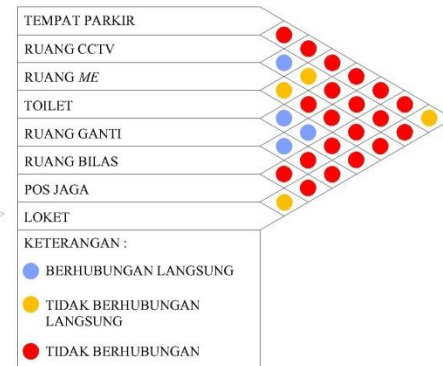 TEMPAT PARKIR
RUANG CCTV
RUANG ME
TOILET
RUANG GANTI
RUANG BILAS
POS JAGA
LOKET
KETERANGAN :
BERHUBUNGAN LANGSUNG
TIDAK BERHUBUNGAN
LANGSUNG
TIDAK BERHUBUNGAN